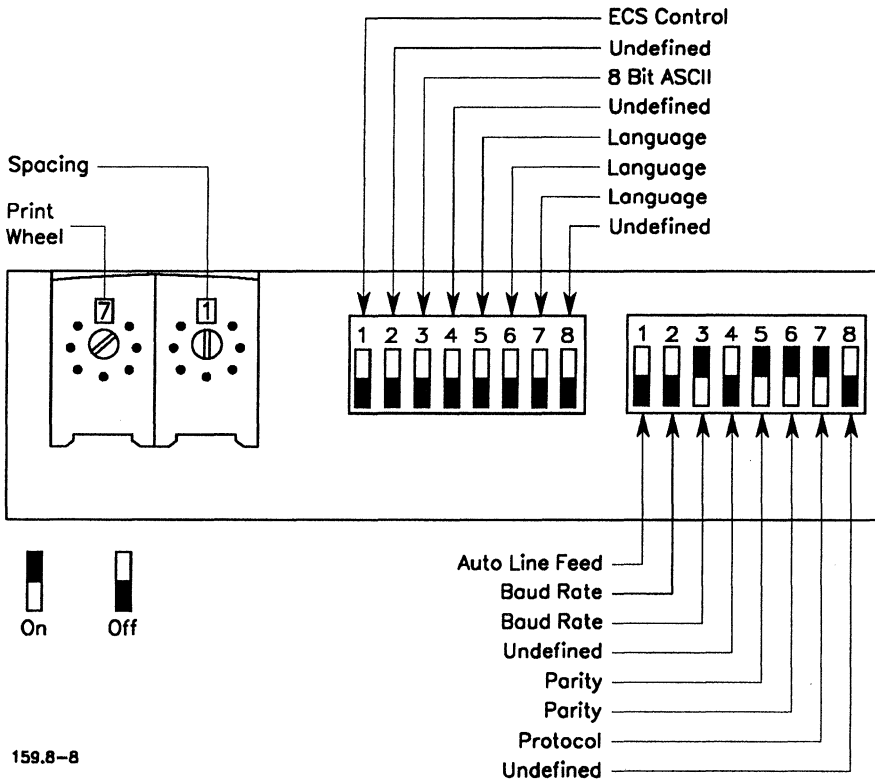 ECS Control
Undefined
8 Bit ASCII
Undefined
Language
Language
Language
Undefined
Spacing
Print
Wheel
7 1
1 2 3 4 5 6 7 8
1 2 3 4 5 6 7 8
Auto Line Feed
Baud Rate
Baud Rate
Undefined
Parity
Parity
Protocol
Undefined
On Off
159.8-8